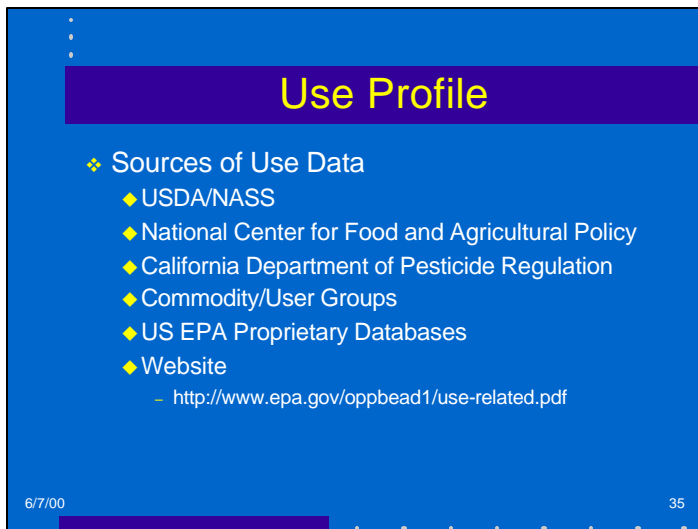 Use Profile
❖ Sources of Use Data
◆ USDA/NASS
◆ National Center for Food and Agricultural Policy
◆ California Department of Pesticide Regulation
◆ Commodity/User Groups
◆ US EPA Proprietary Databases
◆ Website
– http://www.epa.gov/oppbead1/use-related.pdf
6/7/00
35